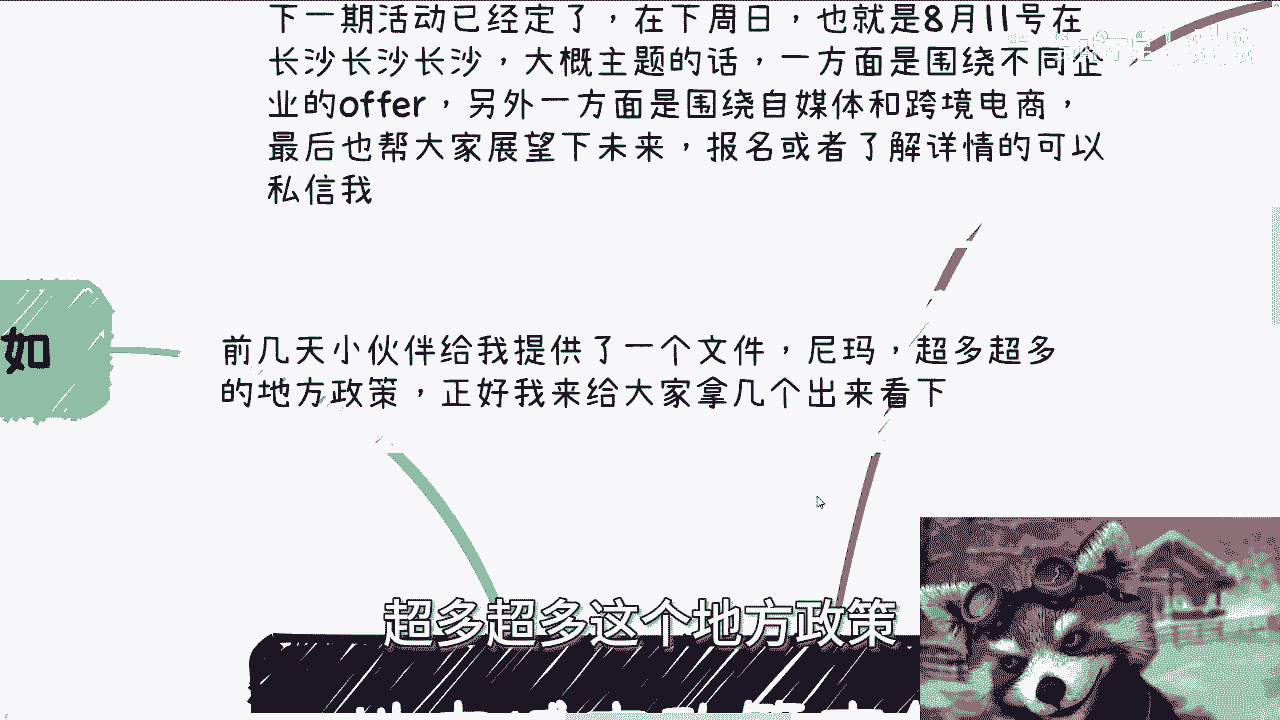 下一期活动已经定了，在下周日，也就是8月11号在
长沙长沙长沙，大概主题的话，一方面是围绕不同企
业的offer，另外一方面是围绕自媒体和跨境电商，
最后也帮大家展望下未来，报名或者了解详情的可以
私信我
如
前几天小伙伴给我提供了一个文件，尼玛，超多超多
的地方政策，正好我来给大家拿几个出来看下
超多超多这个地方政策